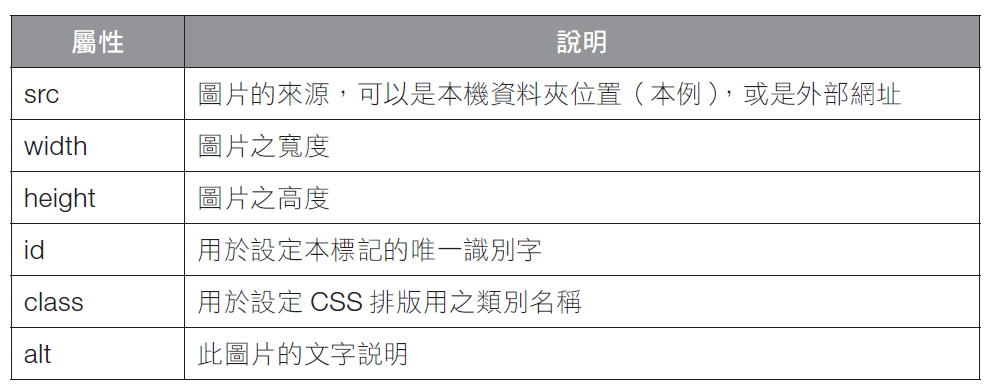 屬性 說明
src 圖片的來源，可以是本機資料夾位置（本例），或是外部網址
width 圖片之寬度
height 圖片之高度
id 用於設定本標記的唯一識別字
class 用於設定 CSS 排版用之類別名稱
alt 此圖片的文字說明